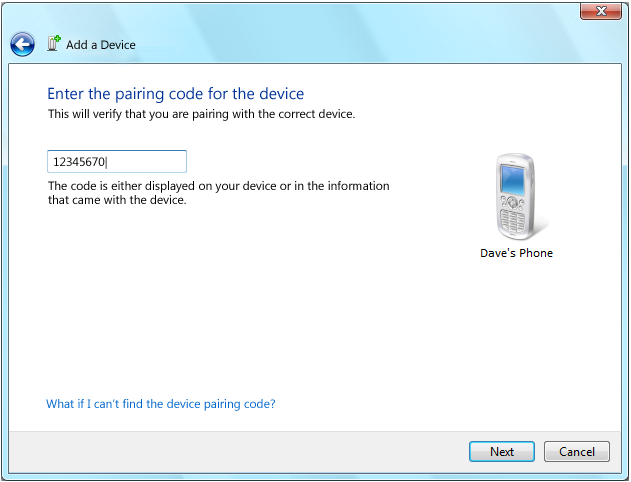 Add a Device
Enter the pairing code for the device
This will verify that you are pairing with the correct device.
12345670
The code is either displayed on your device or in the information
that came with the device.
Dave's Phone
What if I can't find the device pairing code?
Next
Cancel